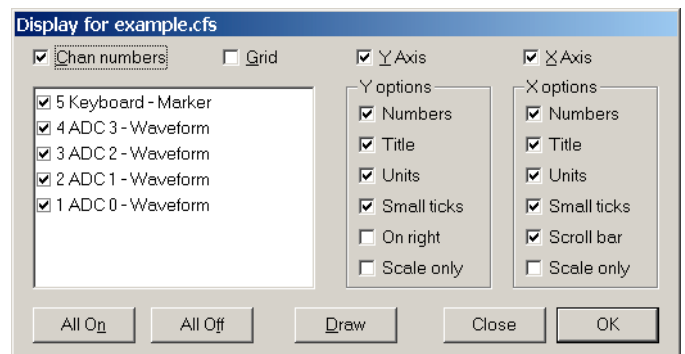 Display for example.cfs
Chan numbers Grid Y Axis X Axis
Y options X options
5 Keyboard - Marker
4 ADC 3 - Waveform
3 ADC 2 - Waveform
2 ADC 1 - Waveform
1 ADC 0 - Waveform
Numbers
Title
Units
Small ticks
On right
Scale only
Numbers
Title
Units
Small ticks
Scroll bar
Scale only
All On All Off Draw Close OK